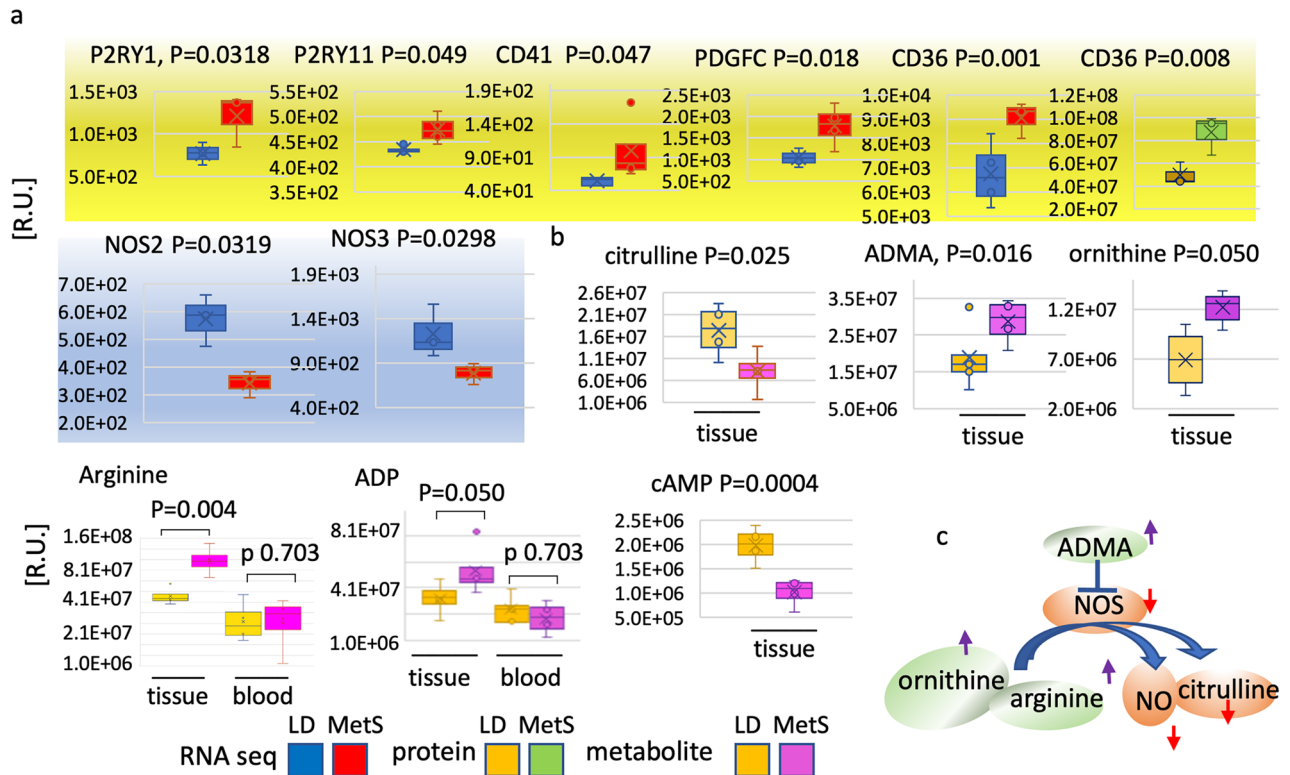 a
P2RY1, P=0.0318
P2RY11 P=0.049
CD41 P=0.047
PDGFC P=0.018
CD36 P=0.001
CD36 P=0.008
[R.U.]
1.5E+03
1.0E+03
5.0E+02
5.5E+02
5.0E+02
4.5E+02
4.0E+02
3.5E+02
1.9E+02
1.4E+02
9.0E+01
4.0E+01
2.5E+03
2.0E+03
1.5E+03
1.0E+03
5.0E+02
1.0E+04
9.0E+03
8.0E+03
7.0E+03
6.0E+03
5.0E+03
1.2E+08
1.0E+08
8.0E+07
6.0E+07
4.0E+07
2.0E+07
NOS2 P=0.0319
7.0E+02
6.0E+02
5.0E+02
4.0E+02
3.0E+02
2.0E+02
NOS3 P=0.0298
1.9E+03
1.4E+03
9.0E+02
4.0E+02
b
citrulline P=0.025
2.6E+07
2.1E+07
1.6E+07
1.1E+07
6.0E+06
1.0E+06
tissue
ADMA, P=0.016
3.5E+07
2.5E+07
1.5E+07
5.0E+06
tissue
ornithine P=0.050
1.2E+07
7.0E+06
2.0E+06
tissue
[R.U.]
Arginine
P=0.004
p 0.703
1.6E+08
8.1E+07
4.1E+07
2.1E+07
1.0E+06
tissue
blood
ADP
P=0.050
p 0.703
8.1E+07
4.1E+07
1.0E+06
tissue
blood
cAMP P=0.0004
2.5E+06
2.0E+06
1.5E+06
1.0E+06
5.0E+05
tissue
c
ADMA
NOS
ornithine
arginine
NO
citrulline
LD MetS
LD MetS
LD MetS
RNA seq
protein
metabolite